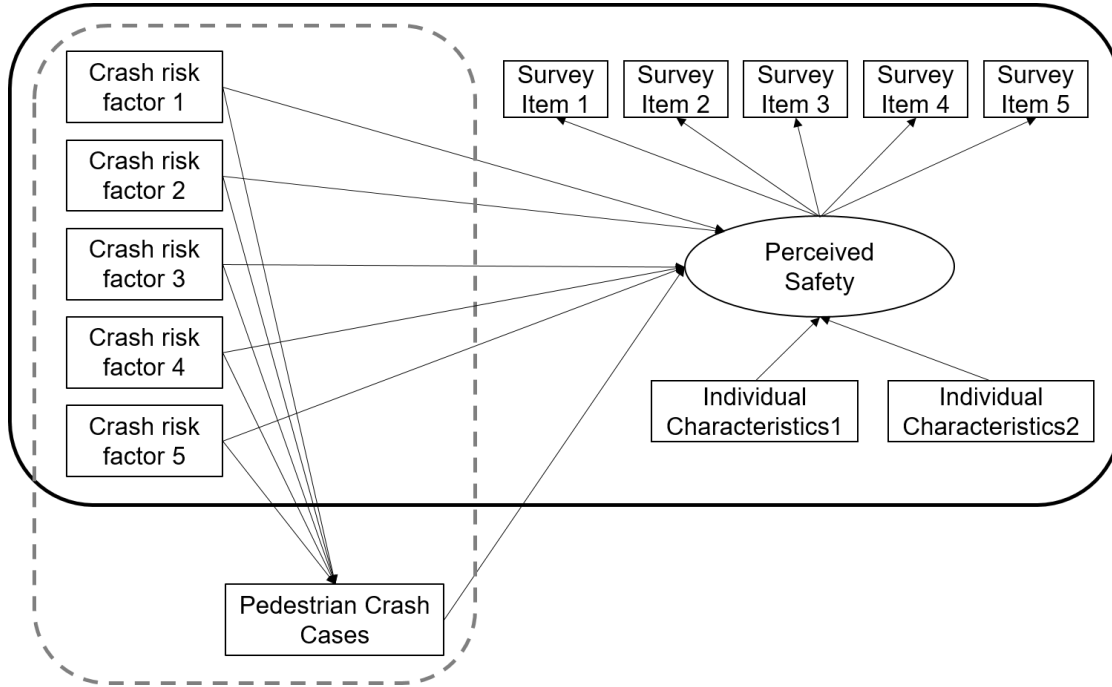 Crash risk
factor 1
Crash risk
factor 2
Crash risk
factor 3
Crash risk
factor 4
Crash risk
factor 5
Survey
Item 1
Survey
Item 2
Survey
Item 3
Survey
Item 4
Survey
Item 5
Perceived
Safety
Individual
Characteristics1
Individual
Characteristics2
Pedestrian Crash
Cases